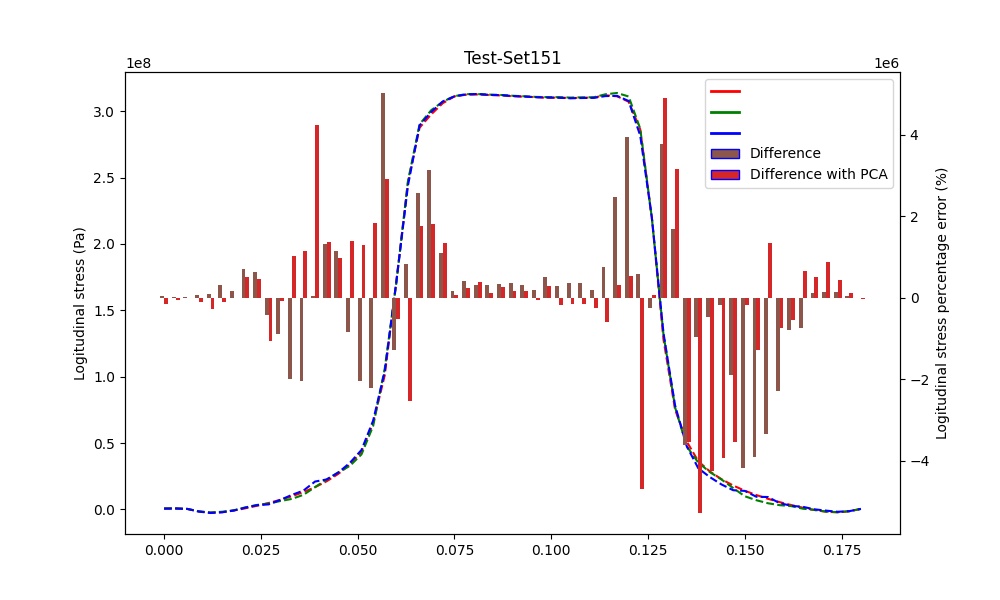 Test-Set151
1e8
1e6
3.0
2.5
2.0
1.5
1.0
0.5
0.0
Longitudinal stress (Pa)
Difference
Difference with PCA
4
2
0
−2
−4
Longitudinal stress percentage error (%)
0.000 0.025 0.050 0.075 0.100 0.125 0.150 0.175